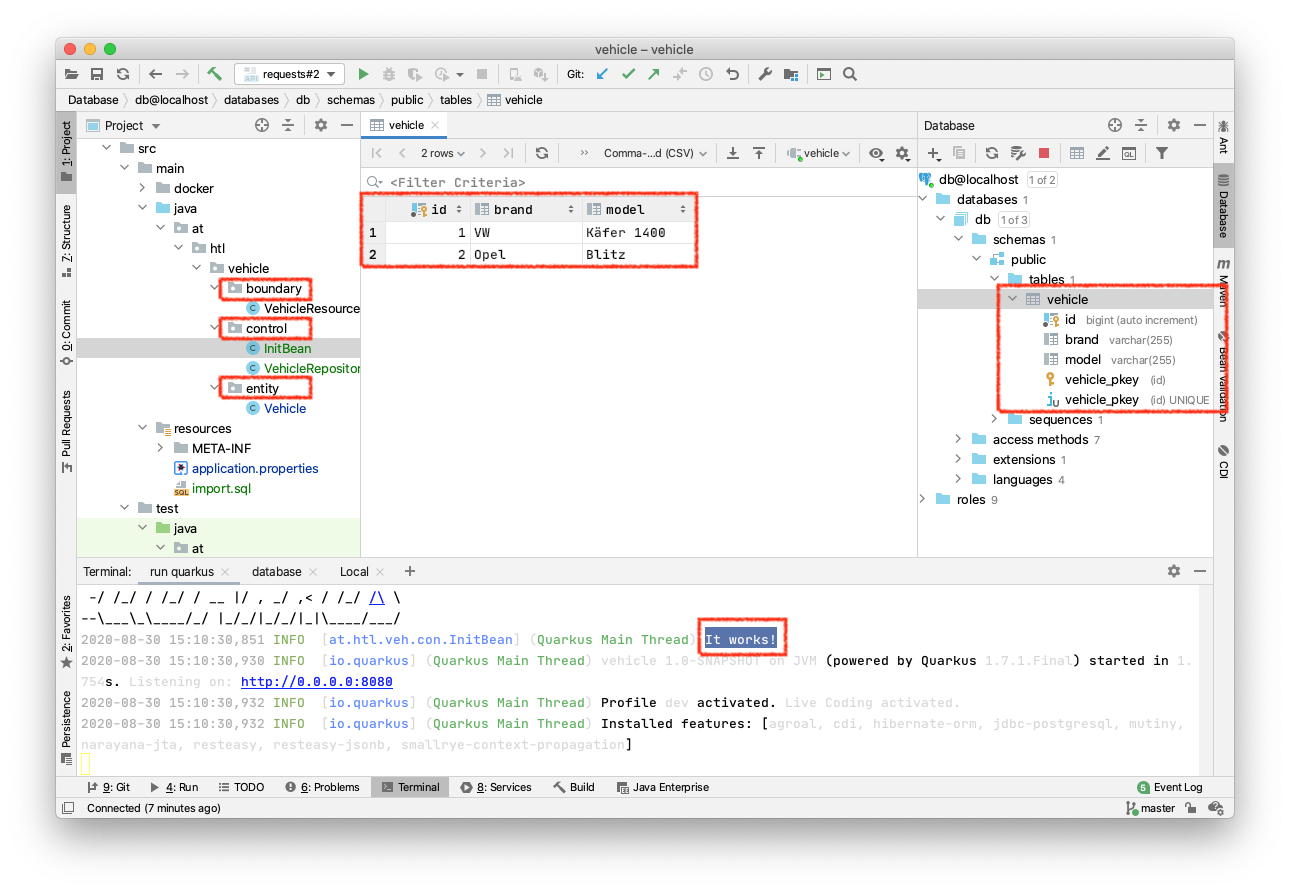 vehicle – vehicle
requests#2
Git:
Database db@localhost databases db schemas public tables vehicle
1: Project
Z: Structure
0: Commit
Pull Requests
2: Favorites
Persistence
Project
src
main
docker
java
at
htl
vehicle
boundary
VehicleResource
control
InitBean
VehicleRepositor
entity
Vehicle
resources
META-INF
application.properties
import.sql
test
java
at
vehicle
2 rows
Comma-...d (CSV)
vehicle
<Filter Criteria>
id brand model
1 1 VW Käfer 1400
2 2 Opel Blitz
Database
db@localhost 1 of 2
databases 1
db 1 of 3
schemas 1
public
tables 1
vehicle
id bigint (auto increment)
brand varchar(255)
model varchar(255)
vehicle_pkey (id)
vehicle_pkey (id) UNIQUE
sequences 1
access methods 7
extensions 1
languages 4
roles 9
Ant
Database
Maven
Bean Validation
CDI
Terminal: run quarkus database Local
-/ /_/ / /_/ / __ |/ , _/ ,< / /_/ /\ \
--\___\_\____/_/ |_/_/|_/_/|_|\____/___/
2020-08-30 15:10:30,851 INFO [at.htl.veh.con.InitBean] (Quarkus Main Thread) It works!
2020-08-30 15:10:30,930 INFO [io.quarkus] (Quarkus Main Thread) vehicle 1.0-SNAPSHOT on JVM (powered by Quarkus 1.7.1.Final) started in 1.
754s. Listening on: http://0.0.0.0:8080
2020-08-30 15:10:30,932 INFO [io.quarkus] (Quarkus Main Thread) Profile dev activated. Live Coding activated.
2020-08-30 15:10:30,932 INFO [io.quarkus] (Quarkus Main Thread) Installed features: [agroal, cdi, hibernate-orm, jdbc-postgresql, mutiny,
narayana-jta, resteasy, resteasy-jsonb, smallrye-context-propagation]
9: Git 4: Run TODO 6: Problems Terminal 8: Services Build Java Enterprise 5 Event Log
Connected (7 minutes ago) master